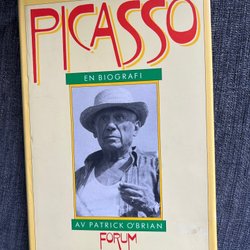 PICASSO
EN BIOGRAFI
AV PATRICK O'BRIAN
FORUM